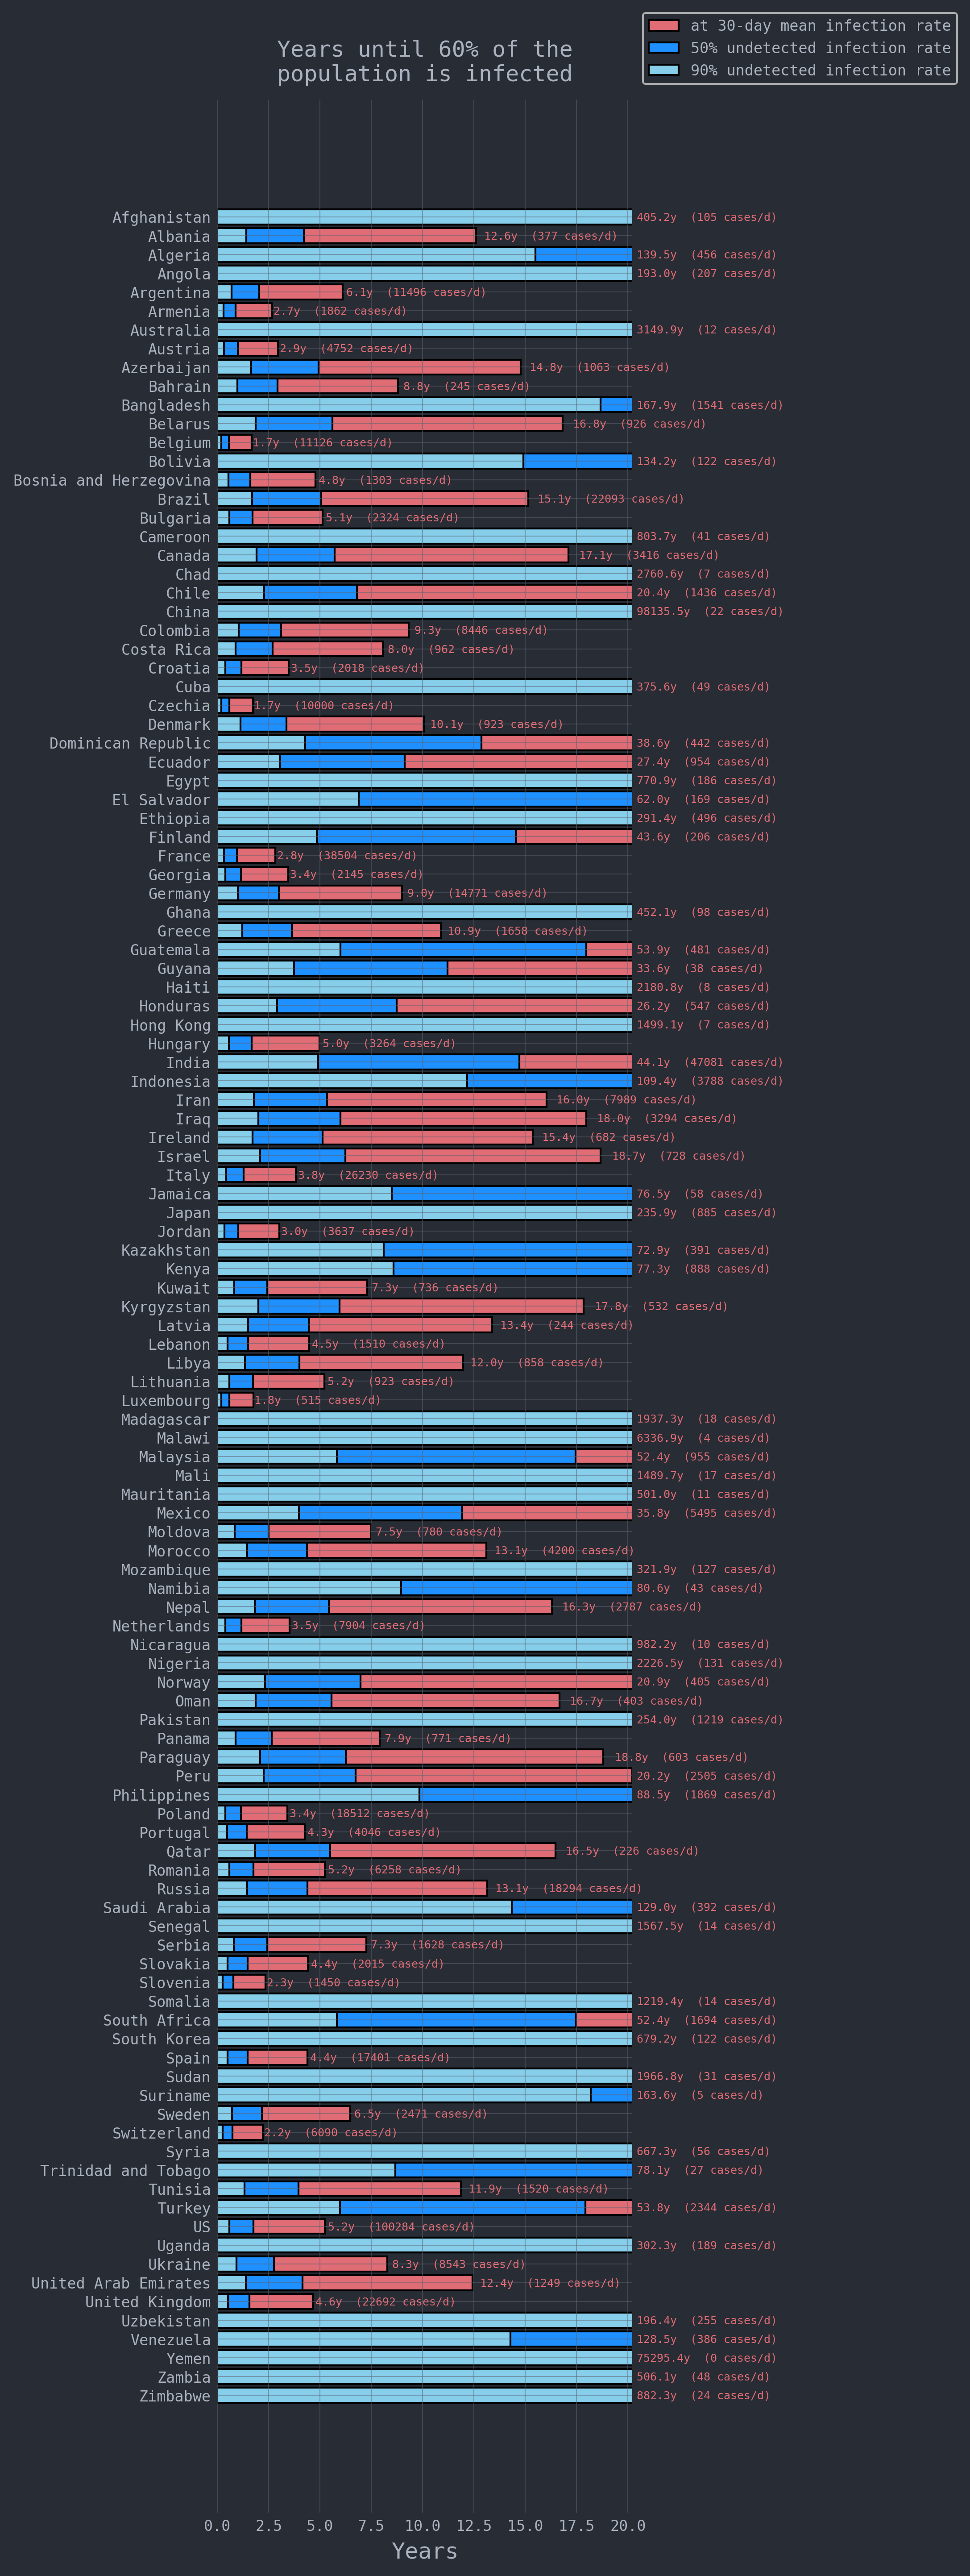 at 30-day mean infection rate
50% undetected infection rate
90% undetected infection rate
Years until 60% of the
population is infected
Afghanistan 405.2y (105 cases/d)
Albania 12.6y (377 cases/d)
Algeria 139.5y (456 cases/d)
Angola 193.0y (207 cases/d)
Argentina 6.1y (11496 cases/d)
Armenia 2.7y (1862 cases/d)
Australia 3149.9y (12 cases/d)
Austria 2.9y (4752 cases/d)
Azerbaijan 14.8y (1063 cases/d)
Bahrain 8.8y (245 cases/d)
Bangladesh 167.9y (1541 cases/d)
Belarus 16.8y (926 cases/d)
Belgium 1.7y (11126 cases/d)
Bolivia 134.2y (122 cases/d)
Bosnia and Herzegovina 4.8y (1303 cases/d)
Brazil 15.1y (22093 cases/d)
Bulgaria 5.1y (2324 cases/d)
Cameroon 803.7y (41 cases/d)
Canada 17.1y (3416 cases/d)
Chad 2760.6y (7 cases/d)
Chile 20.4y (1436 cases/d)
China 98135.5y (22 cases/d)
Colombia 9.3y (8446 cases/d)
Costa Rica 8.0y (962 cases/d)
Croatia 3.5y (2018 cases/d)
Cuba 375.6y (49 cases/d)
Czechia 1.7y (10000 cases/d)
Denmark 10.1y (923 cases/d)
Dominican Republic 38.6y (442 cases/d)
Ecuador 27.4y (954 cases/d)
Egypt 770.9y (186 cases/d)
El Salvador 62.0y (169 cases/d)
Ethiopia 291.4y (496 cases/d)
Finland 43.6y (206 cases/d)
France 2.8y (38504 cases/d)
Georgia 3.4y (2145 cases/d)
Germany 9.0y (14771 cases/d)
Ghana 452.1y (98 cases/d)
Greece 10.9y (1658 cases/d)
Guatemala 53.9y (481 cases/d)
Guyana 33.6y (38 cases/d)
Haiti 2180.8y (8 cases/d)
Honduras 26.2y (547 cases/d)
Hong Kong 1499.1y (7 cases/d)
Hungary 5.0y (3264 cases/d)
India 44.1y (47081 cases/d)
Indonesia 109.4y (3788 cases/d)
Iran 16.0y (7989 cases/d)
Iraq 18.0y (3294 cases/d)
Ireland 15.4y (682 cases/d)
Israel 18.7y (728 cases/d)
Italy 3.8y (26230 cases/d)
Jamaica 76.5y (58 cases/d)
Japan 235.9y (885 cases/d)
Jordan 3.0y (3637 cases/d)
Kazakhstan 72.9y (391 cases/d)
Kenya 77.3y (888 cases/d)
Kuwait 7.3y (736 cases/d)
Kyrgyzstan 17.8y (532 cases/d)
Latvia 13.4y (244 cases/d)
Lebanon 4.5y (1510 cases/d)
Libya 12.0y (858 cases/d)
Lithuania 5.2y (923 cases/d)
Luxembourg 1.8y (515 cases/d)
Madagascar 1937.3y (18 cases/d)
Malawi 6336.9y (4 cases/d)
Malaysia 52.4y (955 cases/d)
Mali 1489.7y (17 cases/d)
Mauritania 501.0y (11 cases/d)
Mexico 35.8y (5495 cases/d)
Moldova 7.5y (780 cases/d)
Morocco 13.1y (4200 cases/d)
Mozambique 321.9y (127 cases/d)
Namibia 80.6y (43 cases/d)
Nepal 16.3y (2787 cases/d)
Netherlands 3.5y (7904 cases/d)
Nicaragua 982.2y (10 cases/d)
Nigeria 2226.5y (131 cases/d)
Norway 20.9y (405 cases/d)
Oman 16.7y (403 cases/d)
Pakistan 254.0y (1219 cases/d)
Panama 7.9y (771 cases/d)
Paraguay 18.8y (603 cases/d)
Peru 20.2y (2505 cases/d)
Philippines 88.5y (1869 cases/d)
Poland 3.4y (18512 cases/d)
Portugal 4.3y (4046 cases/d)
Qatar 16.5y (226 cases/d)
Romania 5.2y (6258 cases/d)
Russia 13.1y (18294 cases/d)
Saudi Arabia 129.0y (392 cases/d)
Senegal 1567.5y (14 cases/d)
Serbia 7.3y (1628 cases/d)
Slovakia 4.4y (2015 cases/d)
Slovenia 2.3y (1450 cases/d)
Somalia 1219.4y (14 cases/d)
South Africa 52.4y (1694 cases/d)
South Korea 679.2y (122 cases/d)
Spain 4.4y (17401 cases/d)
Sudan 1966.8y (31 cases/d)
Suriname 163.6y (5 cases/d)
Sweden 6.5y (2471 cases/d)
Switzerland 2.2y (6090 cases/d)
Syria 667.3y (56 cases/d)
Trinidad and Tobago 78.1y (27 cases/d)
Tunisia 11.9y (1520 cases/d)
Turkey 53.8y (2344 cases/d)
US 5.2y (100284 cases/d)
Uganda 302.3y (189 cases/d)
Ukraine 8.3y (8543 cases/d)
United Arab Emirates 12.4y (1249 cases/d)
United Kingdom 4.6y (22692 cases/d)
Uzbekistan 196.4y (255 cases/d)
Venezuela 128.5y (386 cases/d)
Yemen 75295.4y (0 cases/d)
Zambia 506.1y (48 cases/d)
Zimbabwe 882.3y (24 cases/d)
0.0 2.5 5.0 7.5 10.0 12.5 15.0 17.5 20.0
Years